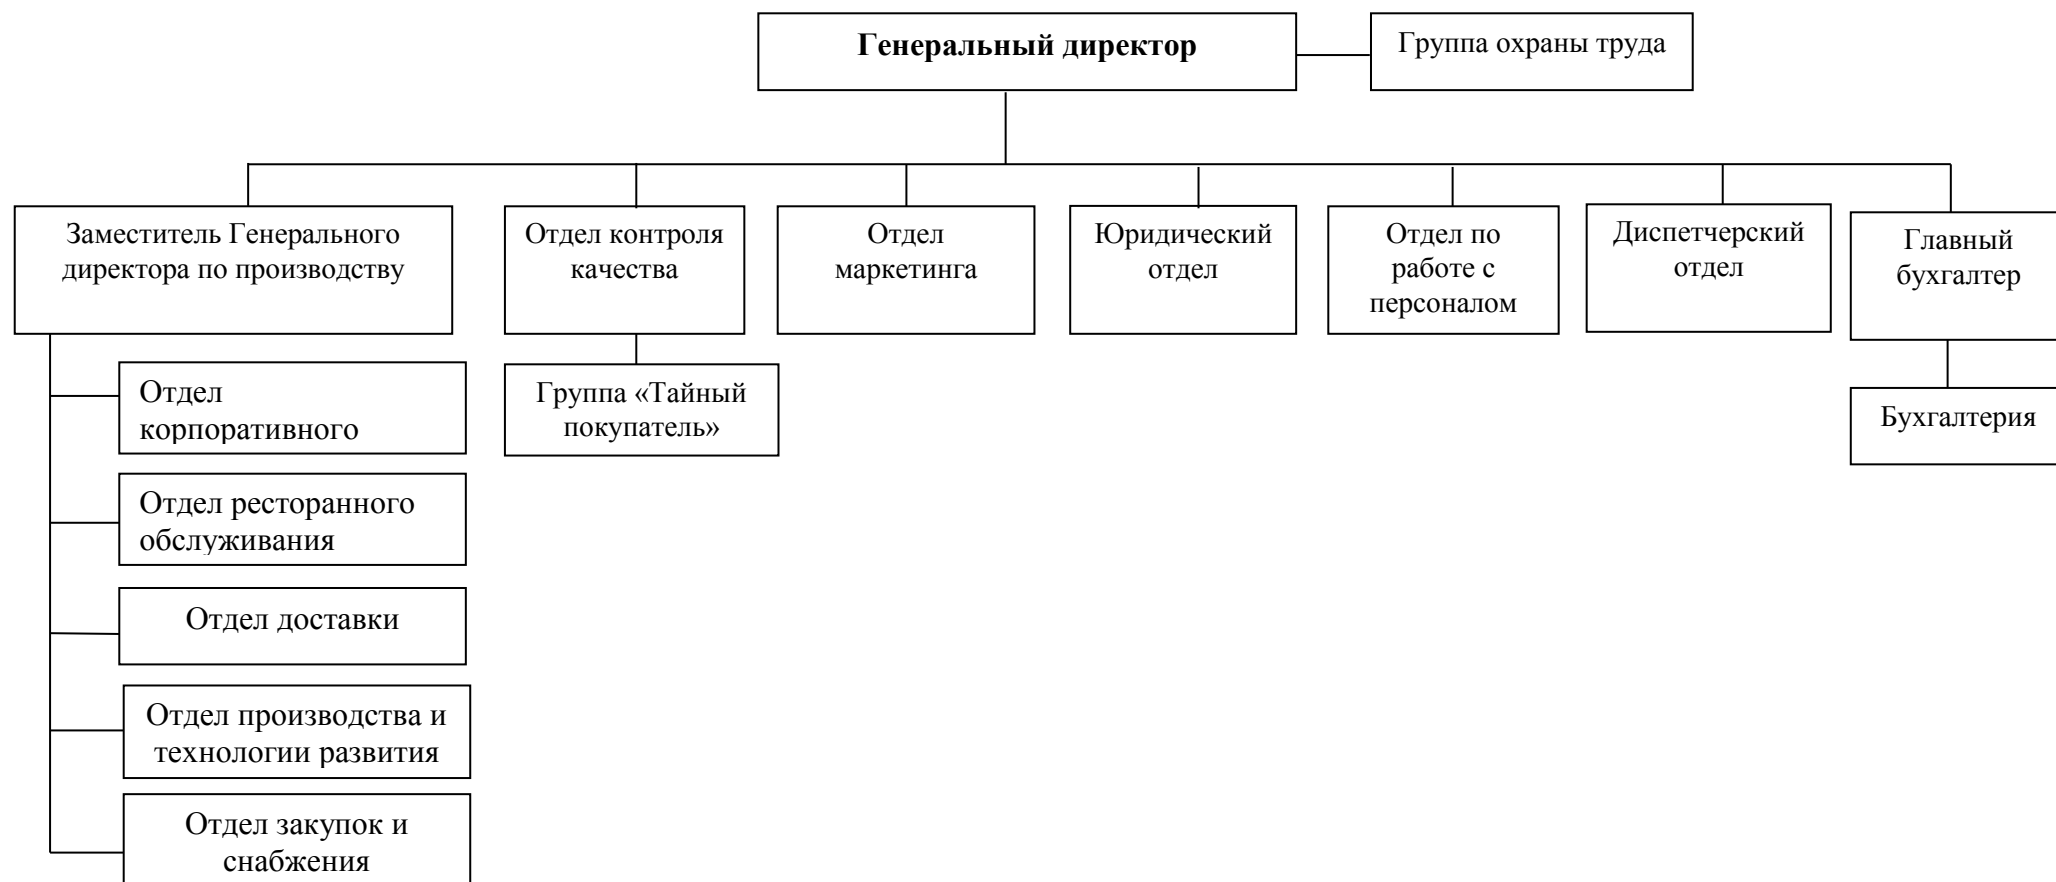 Генеральный директор
Группа охраны труда
Заместитель Генерального
директора по производству
Отдел контроля
качества
Отдел
маркетинга
Юридический
отдел
Отдел по
работе с
персоналом
Диспетчерский
отдел
Главный
бухгалтер
Отдел
корпоративного
Группа «Тайный
покупатель»
Бухгалтерия
Отдел ресторанного
обслуживания
Отдел доставки
Отдел производства и
технологии развития
Отдел закупок и
снабжения